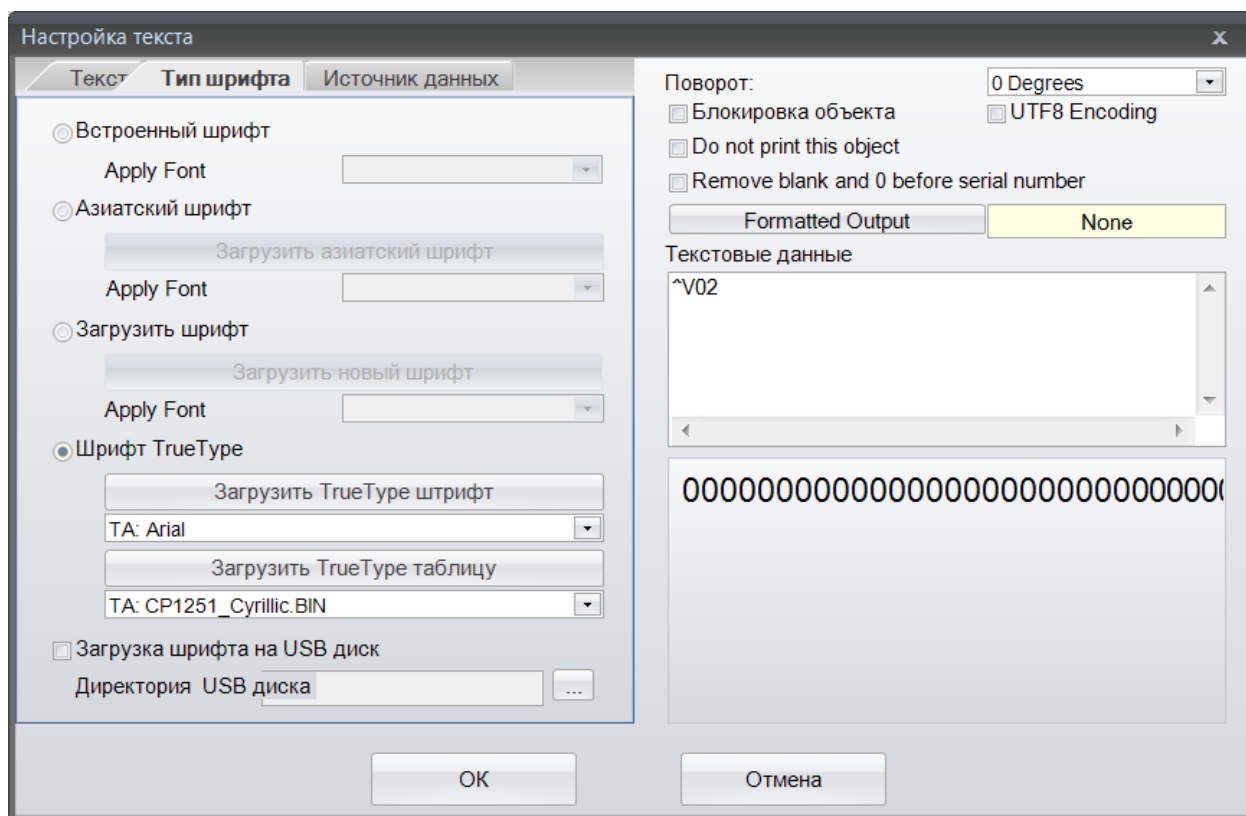 Настройка текста x
Текст Тип шрифта Источник данных
Встроенный шрифт
Apply Font
Азиатский шрифт
Загрузить азиатский шрифт
Apply Font
Загрузить шрифт
Загрузить новый шрифт
Apply Font
Шрифт TrueType
Загрузить TrueType штрифт
TA: Arial
Загрузить TrueType таблицу
TA: CP1251_Cyrillic.BIN
Загрузка шрифта на USB диск
Директория USB диска ...
Поворот: 0 Degrees
Блокировка объекта UTF8 Encoding
Do not print this object
Remove blank and 0 before serial number
Formatted Output None
Текстовые данные
^V02
000000000000000000000000000000
OK Отмена